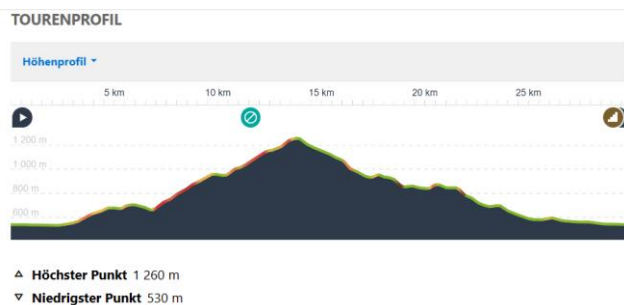 TOURENPROFIL
Höhenprofil
5 km 10 km 15 km 20 km 25 km
1 200 m
1 000 m
800 m
600 m
Höchster Punkt 1 260 m
Niedrigster Punkt 530 m